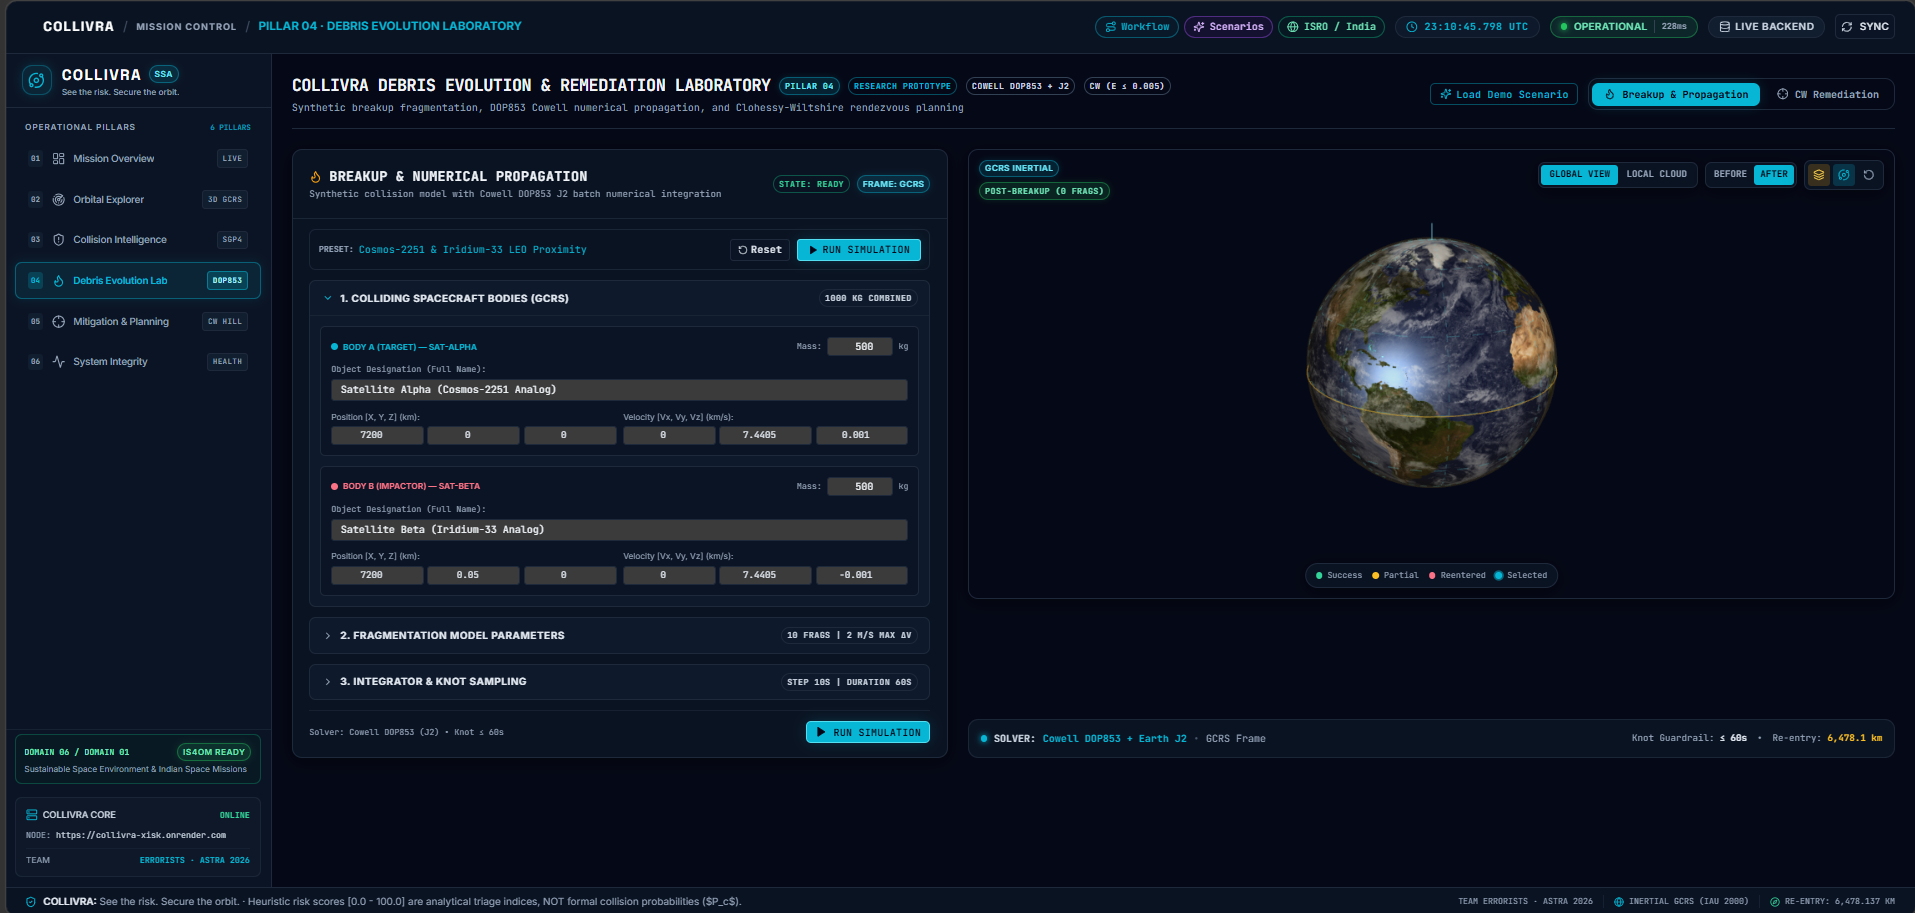 COLLIVRA / MISSION CONTROL / PILLAR 04 · DEBRIS EVOLUTION LABORATORY
Workflow
Scenarios
ISRO / India
23:10:45.798 UTC
OPERATIONAL 228ms
LIVE BACKEND
SYNC
COLLIVRA SSA
See the risk. Secure the orbit.
OPERATIONAL PILLARS 6 PILLARS
01 Mission Overview LIVE
02 Orbital Explorer 3D GCRS
03 Collision Intelligence SGP4
04 Debris Evolution Lab DOP853
05 Mitigation & Planning CW HILL
06 System Integrity HEALTH
DOMAIN 06 / DOMAIN 01 IS4OM READY
Sustainable Space Environment & Indian Space Missions
COLLIVRA CORE ONLINE
NODE: https://collivra-xisk.onrender.com
TEAM ERRORISTS · ASTRA 2026
COLLIVRA DEBRIS EVOLUTION & REMEDIATION LABORATORY PILLAR 04 RESEARCH PROTOTYPE COWELL DOP853 + J2 CW (E ≤ 0.005)
Synthetic breakup fragmentation, DOP853 Cowell numerical propagation, and Clohessy-Wiltshire rendezvous planning
Load Demo Scenario
Breakup & Propagation
CW Remediation
BREAKUP & NUMERICAL PROPAGATION
Synthetic collision model with Cowell DOP853 J2 batch numerical integration
STATE: READY
FRAME: GCRS
PRESET: Cosmos-2251 & Iridium-33 LEO Proximity
Reset
RUN SIMULATION
1. COLLIDING SPACECRAFT BODIES (GCRS) 1000 KG COMBINED
BODY A (TARGET) — SAT-ALPHA Mass: 500 kg
Object Designation (Full Name):
Satellite Alpha (Cosmos-2251 Analog)
Position [X, Y, Z] (km): Velocity [Vx, Vy, Vz] (km/s):
7200 0 0 0 7.4405 0.001
BODY B (IMPACTOR) — SAT-BETA Mass: 500 kg
Object Designation (Full Name):
Satellite Beta (Iridium-33 Analog)
Position [X, Y, Z] (km): Velocity [Vx, Vy, Vz] (km/s):
7200 0.05 0 0 7.4405 -0.001
2. FRAGMENTATION MODEL PARAMETERS 10 FRAGS | 2 M/S MAX ΔV
3. INTEGRATOR & KNOT SAMPLING STEP 10S | DURATION 60S
Solver: Cowell DOP853 (J2) • Knot ≤ 60s
RUN SIMULATION
GCRS INERTIAL
POST-BREAKUP (0 FRAGS)
GLOBAL VIEW LOCAL CLOUD
BEFORE AFTER
Success Partial Reentered Selected
SOLVER: Cowell DOP853 + Earth J2 · GCRS Frame
Knot Guardrail: ≤ 60s • Re-entry: 6,478.1 km
COLLIVRA: See the risk. Secure the orbit. · Heuristic risk scores [0.0 - 100.0] are analytical triage indices, NOT formal collision probabilities ($P_c$).
TEAM ERRORISTS · ASTRA 2026
INERTIAL GCRS (IAU 2000)
RE-ENTRY: 6,478.137 KM